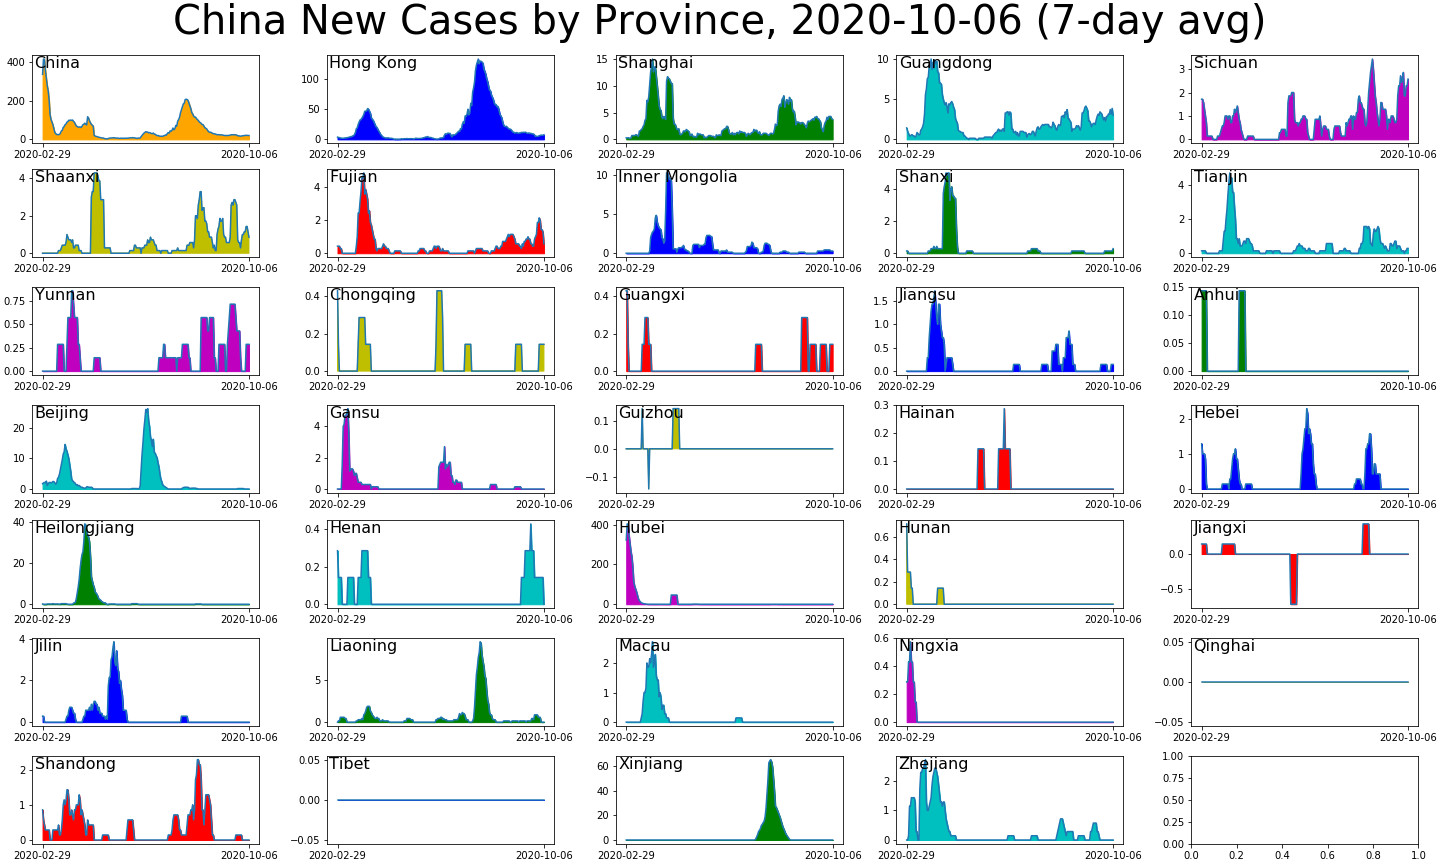 China New Cases by Province, 2020-10-06 (7-day avg)
China Hong Kong Shanghai Guangdong Sichuan
400 200 0 100 50 0 15 10 5 0 10 5 0 3 2 1 0
2020-02-29 2020-10-06 2020-02-29 2020-10-06 2020-02-29 2020-10-06 2020-02-29 2020-10-06 2020-02-29 2020-10-06
Shaanxi Fujian Inner Mongolia Shanxi Tianjin
4 2 0 4 2 0 10 5 0 4 2 0 4 2 0
2020-02-29 2020-10-06 2020-02-29 2020-10-06 2020-02-29 2020-10-06 2020-02-29 2020-10-06 2020-02-29 2020-10-06
Yunnan Chongqing Guangxi Jiangsu Anhui
0.75 0.50 0.25 0.00 0.4 0.2 0.0 0.4 0.2 0.0 1.5 1.0 0.5 0.0 0.15 0.10 0.05 0.00
2020-02-29 2020-10-06 2020-02-29 2020-10-06 2020-02-29 2020-10-06 2020-02-29 2020-10-06 2020-02-29 2020-10-06
Beijing Gansu Guizhou Hainan Hebei
20 10 0 4 2 0 0.1 0.0 −0.1 0.3 0.2 0.1 0.0 2 1 0
2020-02-29 2020-10-06 2020-02-29 2020-10-06 2020-02-29 2020-10-06 2020-02-29 2020-10-06 2020-02-29 2020-10-06
Heilongjiang Henan Hubei Hunan Jiangxi
40 20 0 0.4 0.2 0.0 400 200 0 0.6 0.4 0.2 0.0 0.0 −0.5
2020-02-29 2020-10-06 2020-02-29 2020-10-06 2020-02-29 2020-10-06 2020-02-29 2020-10-06 2020-02-29 2020-10-06
Jilin Liaoning Macau Ningxia Qinghai
4 2 0 5 0 2 1 0 0.6 0.4 0.2 0.0 0.05 0.00 −0.05
2020-02-29 2020-10-06 2020-02-29 2020-10-06 2020-02-29 2020-10-06 2020-02-29 2020-10-06 2020-02-29 2020-10-06
Shandong Tibet Xinjiang Zhejiang
2 1 0 0.05 0.00 −0.05 60 40 20 0 2 1 0 1.00 0.75 0.50 0.25 0.00
2020-02-29 2020-10-06 2020-02-29 2020-10-06 2020-02-29 2020-10-06 2020-02-29 2020-10-06 0.0 0.2 0.4 0.6 0.8 1.0